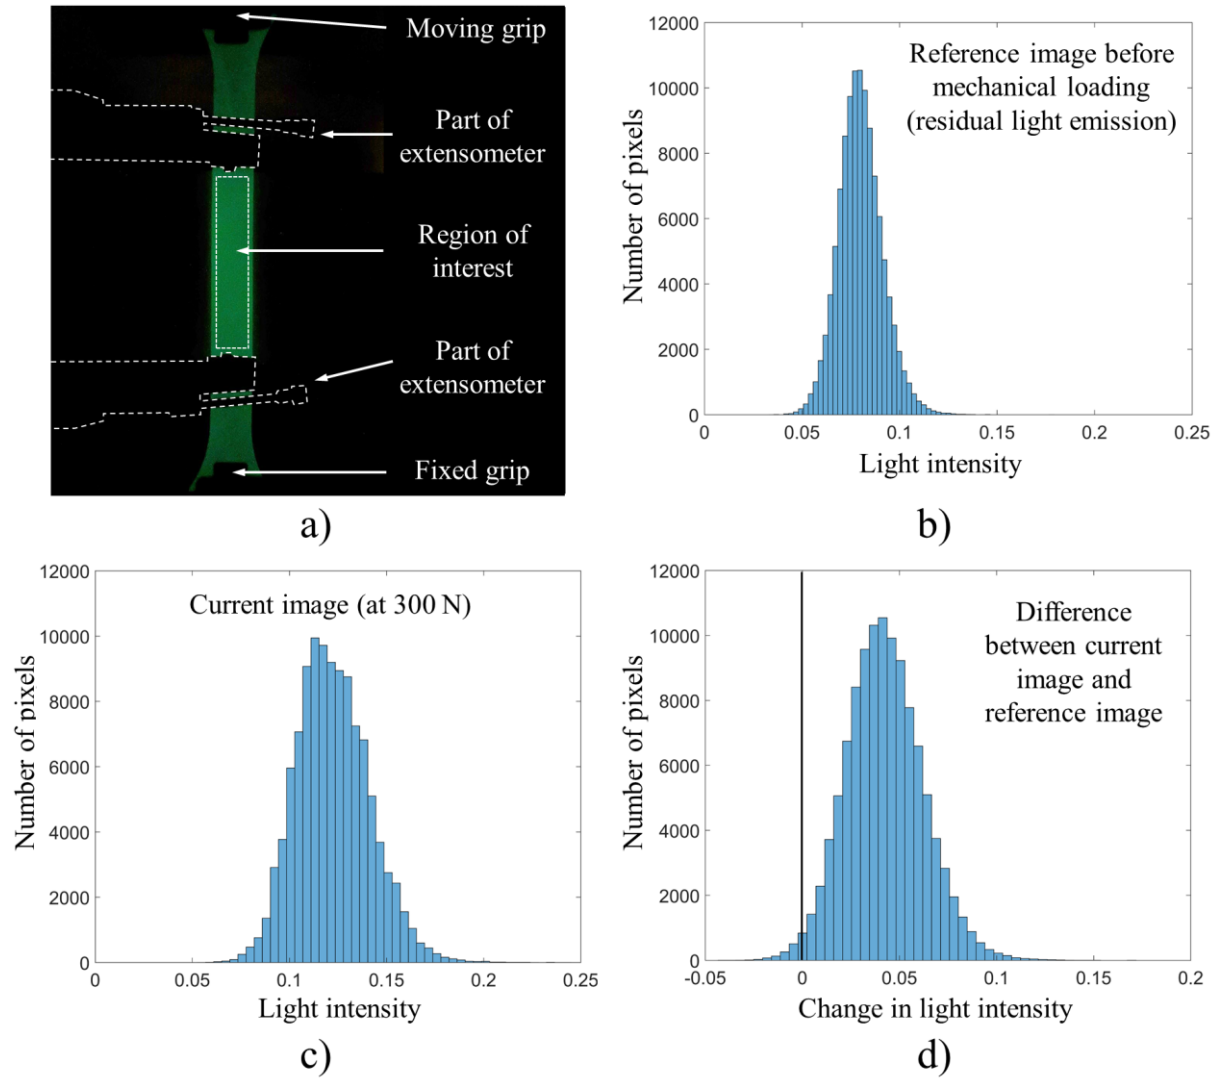 Moving grip
Part of
extensometer
Region of
interest
Part of
extensometer
Fixed grip
a)
12000
10000
8000
6000
4000
2000
0
Number of pixels
Reference image before
mechanical loading
(residual light emission)
0
0.05
0.1
0.15
0.2
0.25
Light intensity
b)
12000
10000
8000
6000
4000
2000
0
Number of pixels
Current image (at 300 N)
0
0.05
0.1
0.15
0.2
0.25
Light intensity
c)
12000
10000
8000
6000
4000
2000
0
Number of pixels
Difference
between current
image and
reference image
-0.05
0
0.05
0.1
0.15
0.2
Change in light intensity
d)